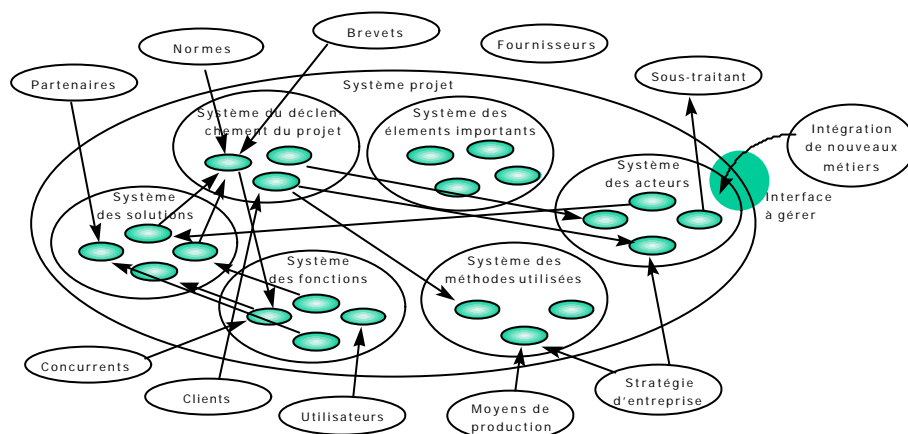 Normes
Brevets
Fournisseurs
Partenaires
Sous-traitant
Système projet
Système du déclen-
chement du projet
Système des
élements importants
Intégration
de nouveaux
métiers
Système
des acteurs
Interface
à gérer
Système
des solutions
Système
des fonctions
Système des
méthodes utilisées
Concurrents
Clients
Utilisateurs
Moyens de
production
Stratégie
d'entreprise